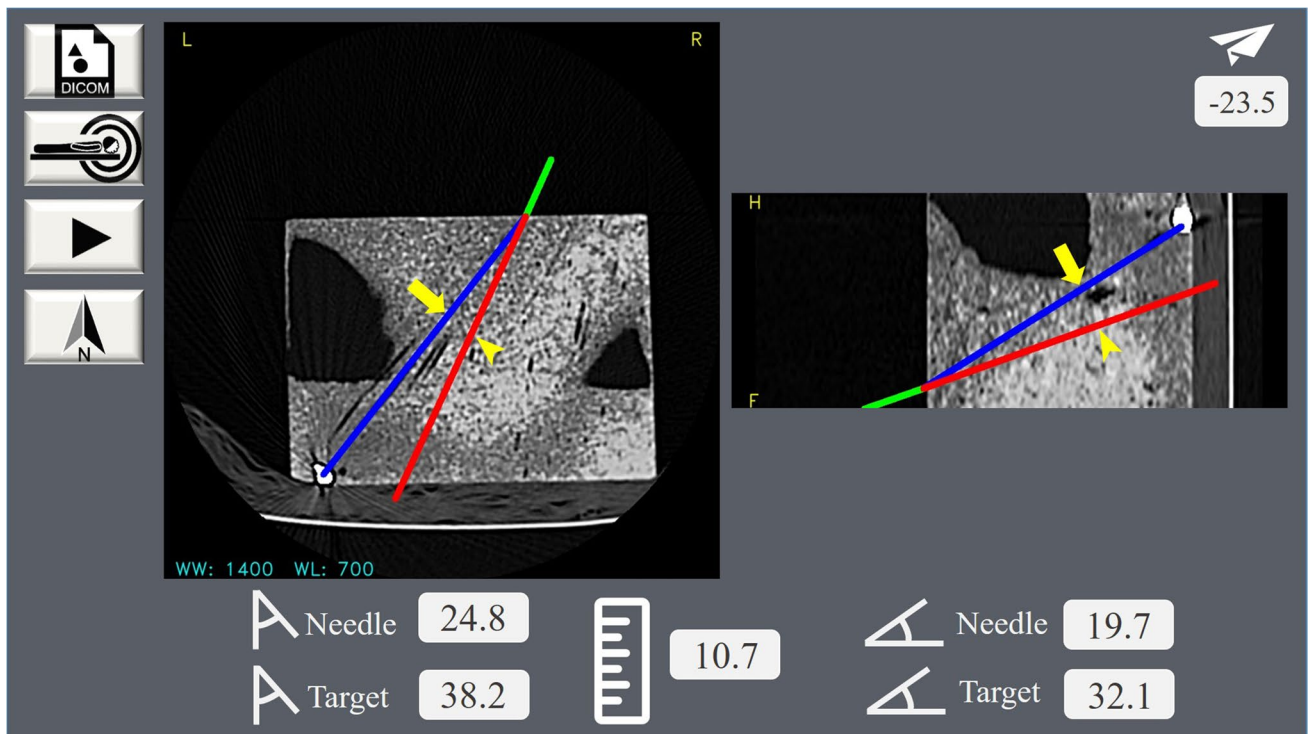 DICOM
N
L R
WW: 1400 WL: 700
H
F
-23.5
Needle 24.8
Target 38.2
10.7
Needle 19.7
Target 32.1